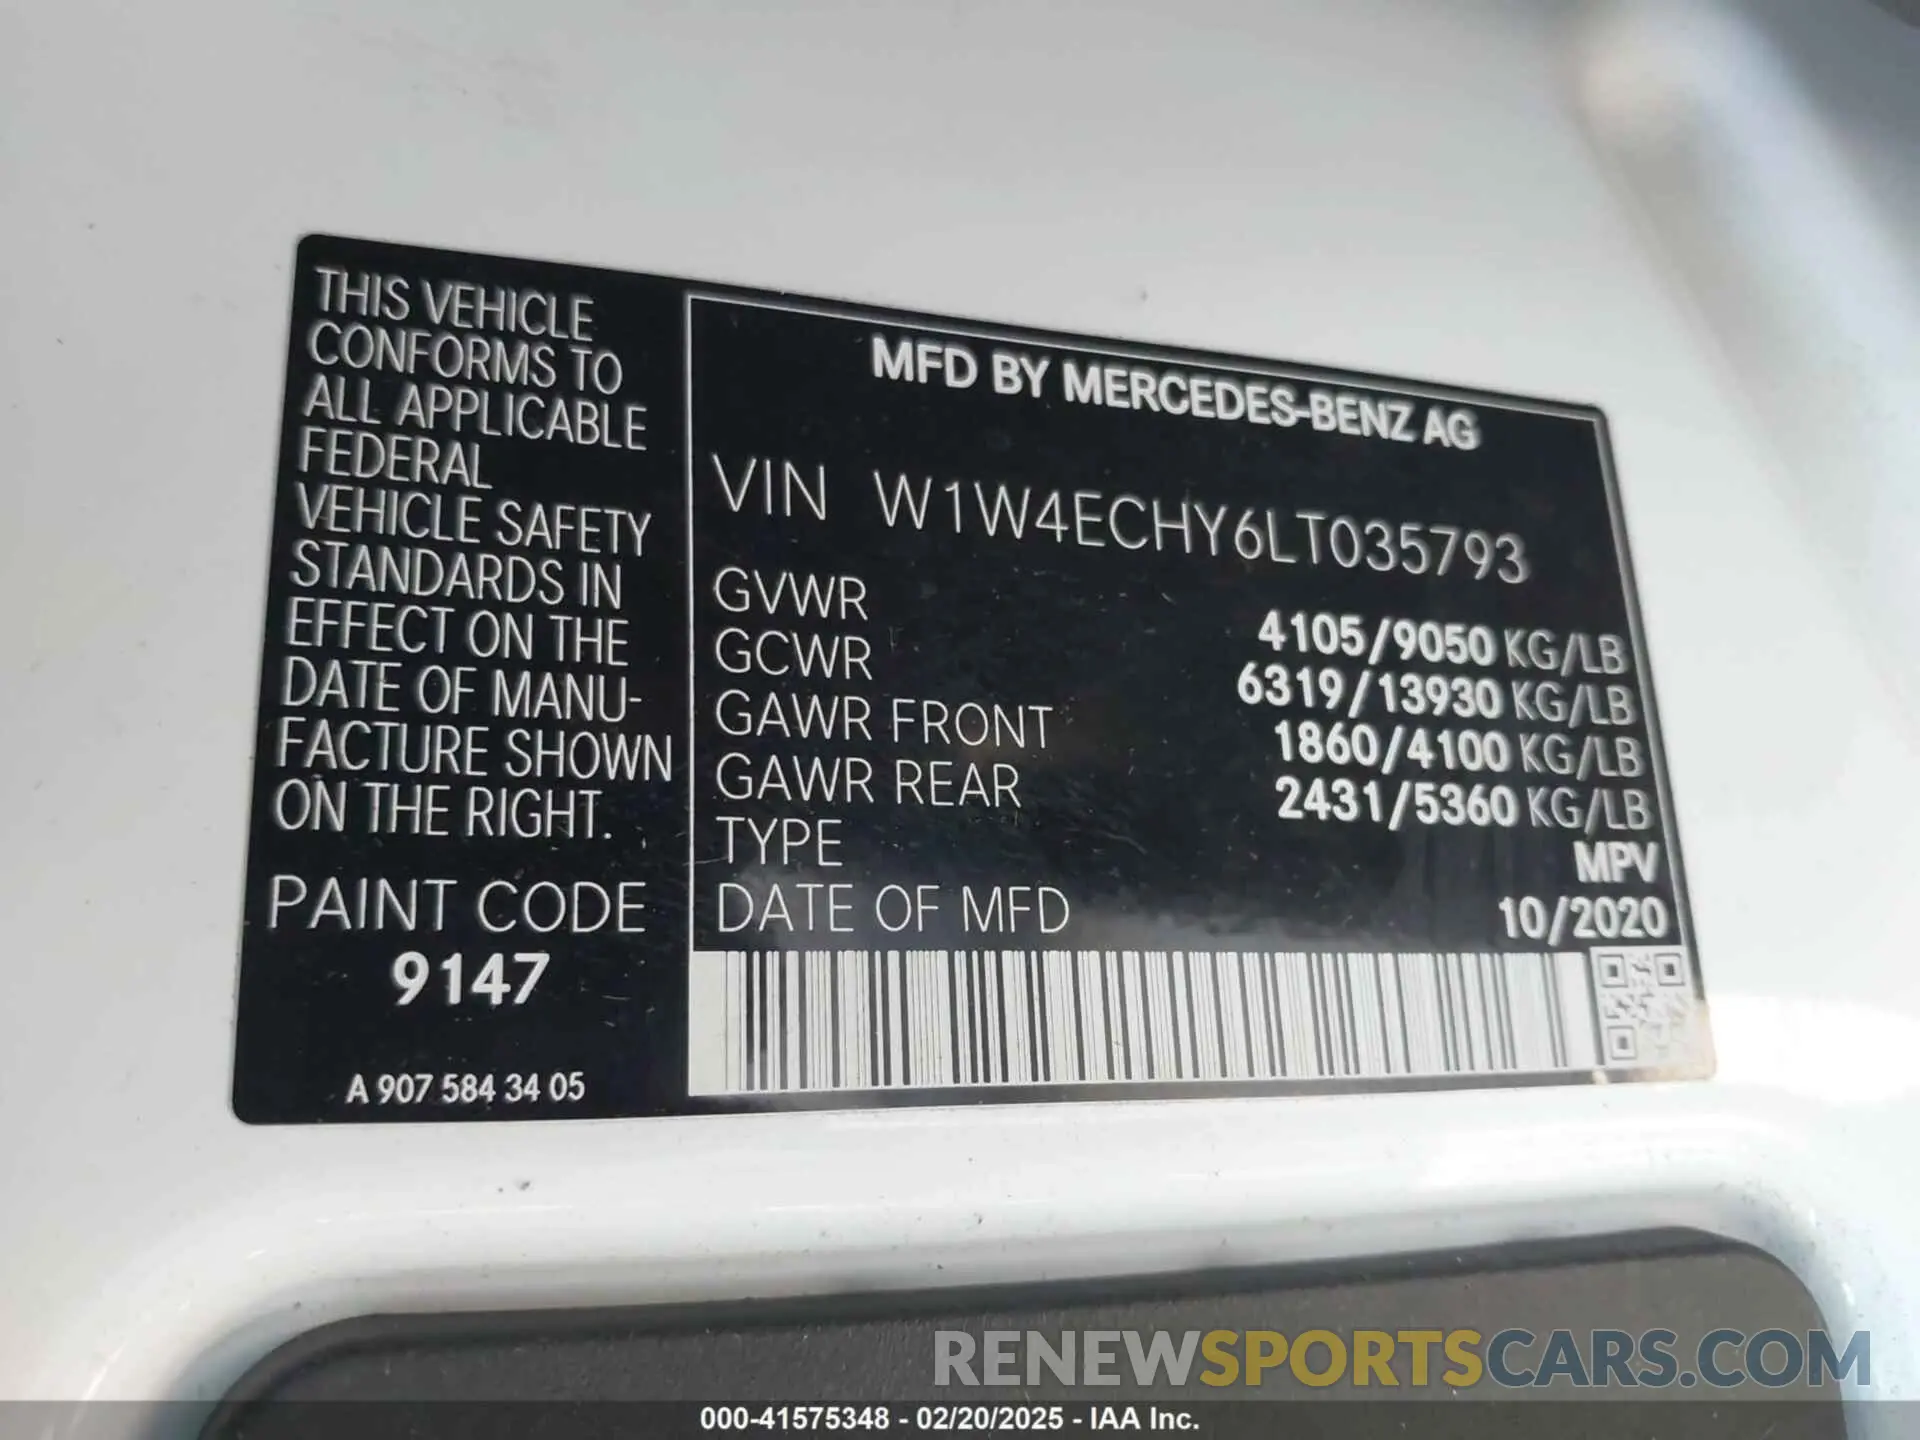 THIS VEHICLE
CONFORMS TO
ALL APPLICABLE
FEDERAL
VEHICLE SAFETY
STANDARDS IN
EFFECT ON THE
DATE OF MANU-
FACTURE SHOWN
ON THE RIGHT.
PAINT CODE
9147
A 907 584 34 05
MFD BY MERCEDES-BENZ AG
VIN W1W4ECHY6LT035793
GVWR 4105/9050 KG/LB
GCWR 6319/13930 KG/LB
GAWR FRONT 1860/4100 KG/LB
GAWR REAR 2431/5360 KG/LB
TYPE MPV
DATE OF MFD 10/2020
RENEWSPORTSCARS.COM
000-41575348 - 02/20/2025 - IAA Inc.